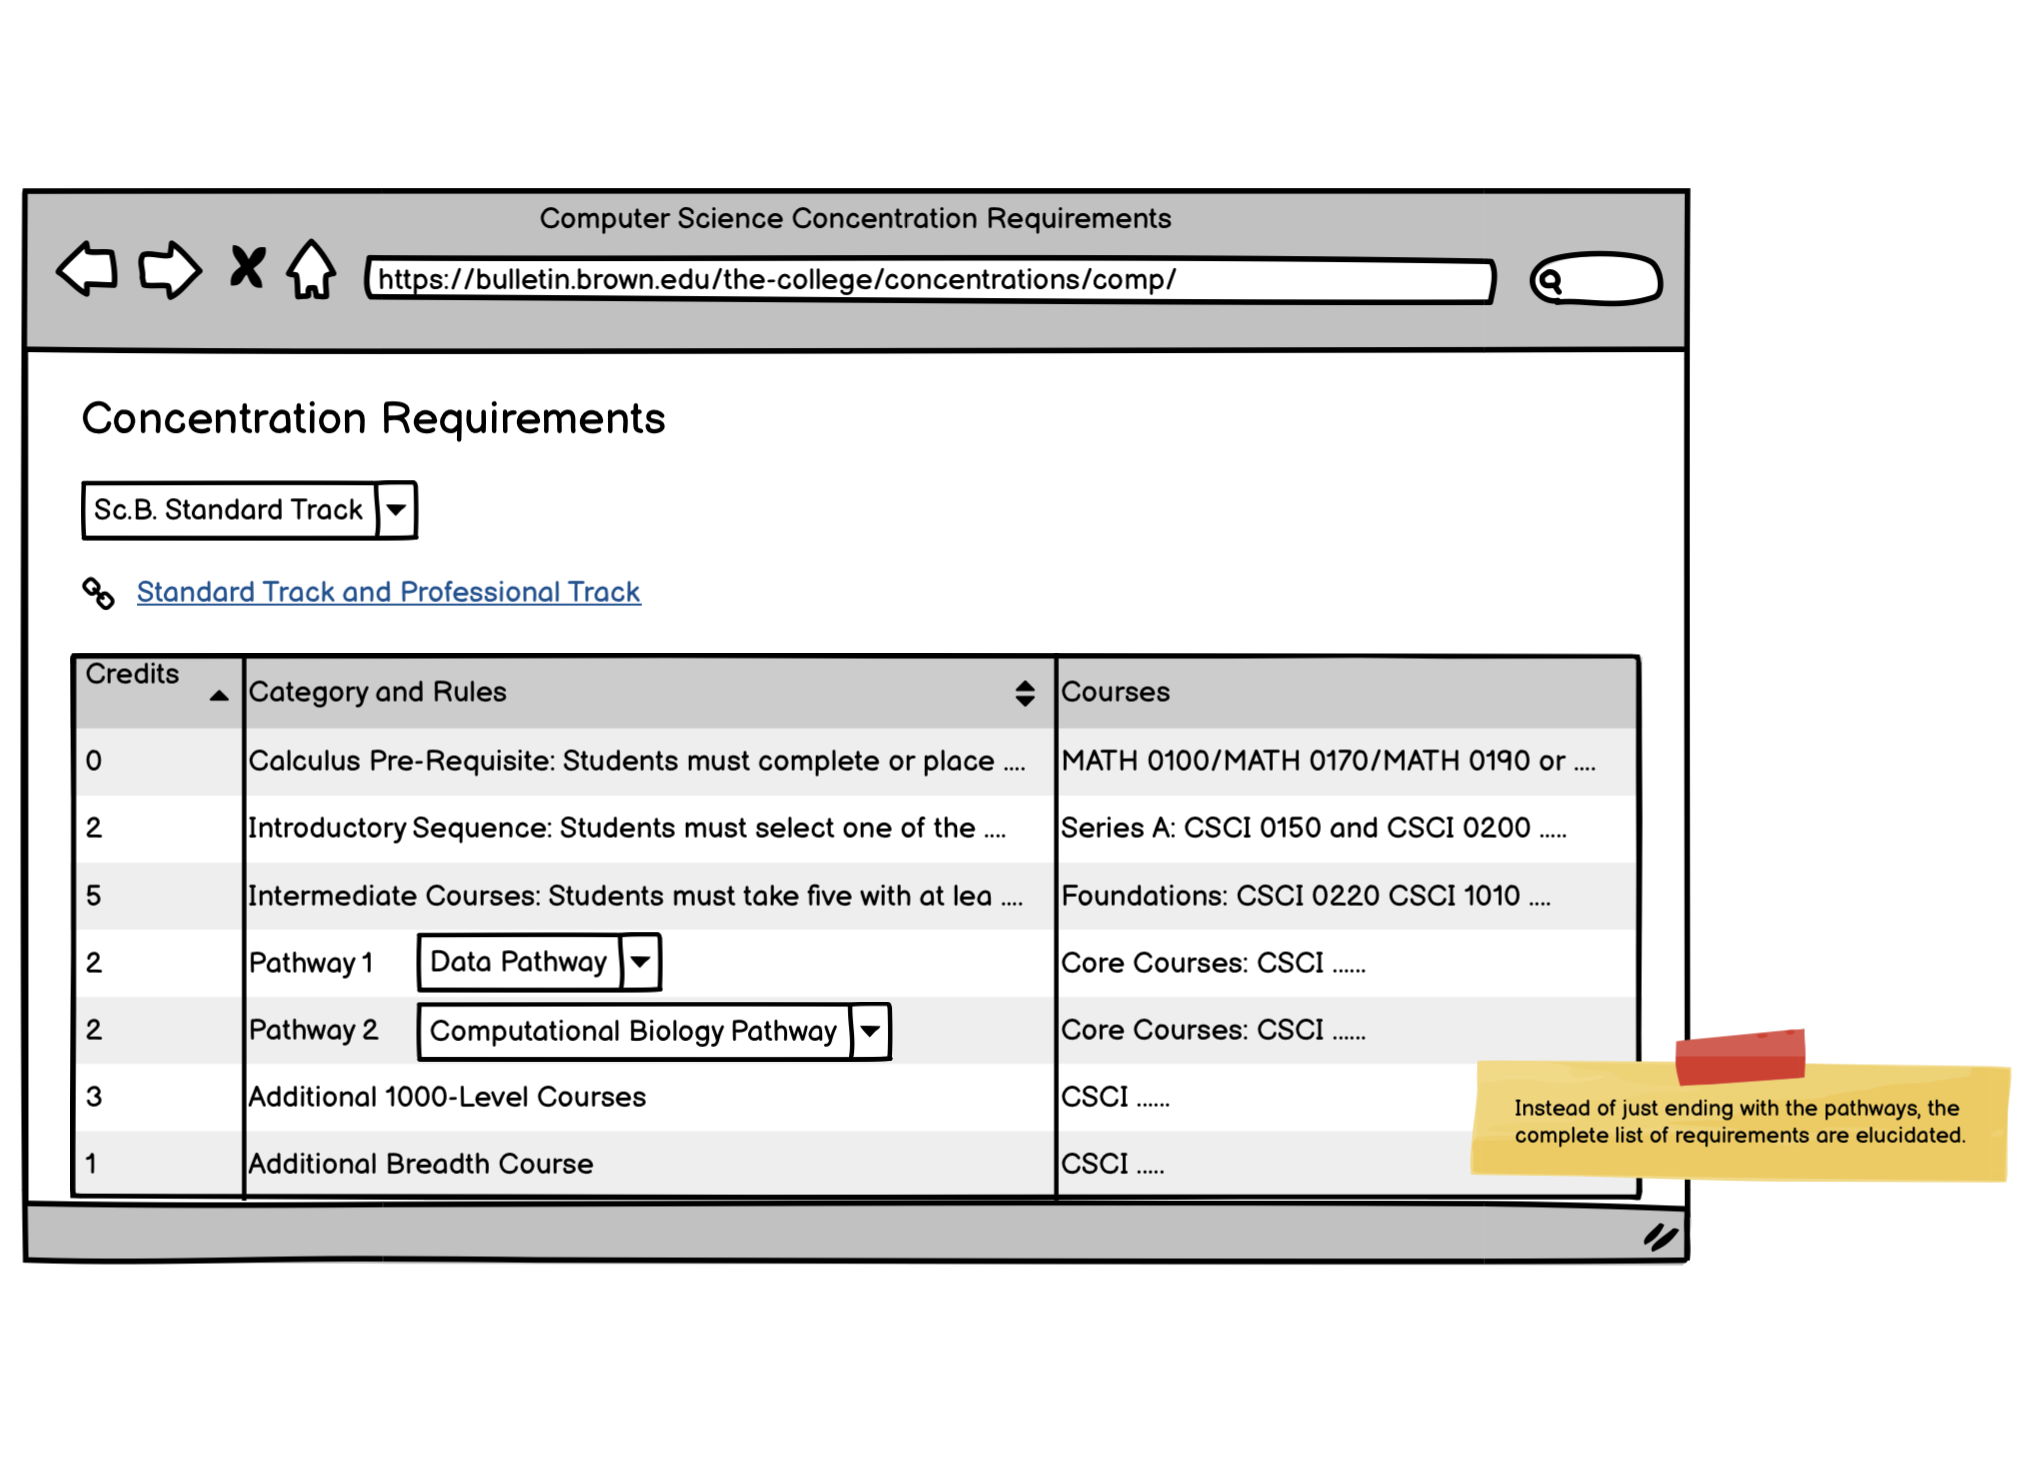 Computer Science Concentration Requirements
https://bulletin.brown.edu/the-college/concentrations/comp/
Concentration Requirements
Sc.B. Standard Track
Standard Track and Professional Track
Credits Category and Rules Courses
0 Calculus Pre-Requisite: Students must complete or place .... MATH 0100/MATH 0170/MATH 0190 or ....
2 Introductory Sequence: Students must select one of the .... Series A: CSCI 0150 and CSCI 0200 .....
5 Intermediate Courses: Students must take five with at lea .... Foundations: CSCI 0220 CSCI 1010 ....
2 Pathway 1 Data Pathway Core Courses: CSCI ......
2 Pathway 2 Computational Biology Pathway Core Courses: CSCI ......
3 Additional 1000-Level Courses CSCI ......
1 Additional Breadth Course CSCI .....
Instead of just ending with the pathways, the
complete list of requirements are elucidated.